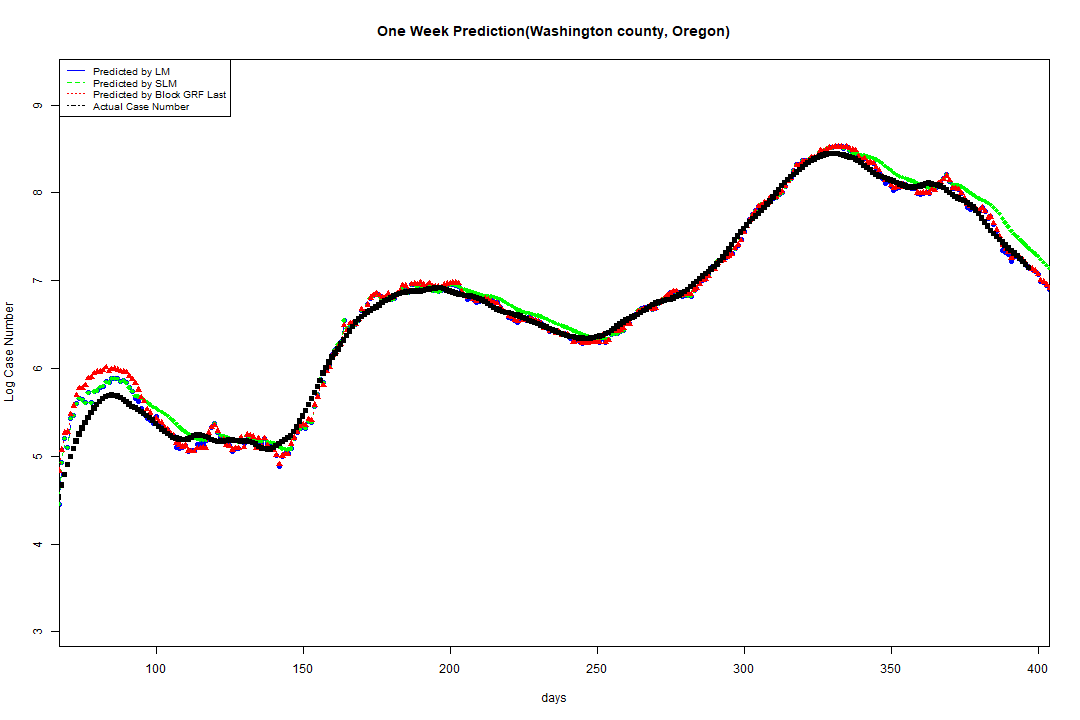 One Week Prediction(Washington county, Oregon)
Predicted by LM
Predicted by SLM
Predicted by Block GRF Last
Actual Case Number
9
8
7
6
5
4
3
Log Case Number
100 150 200 250 300 350 400
days